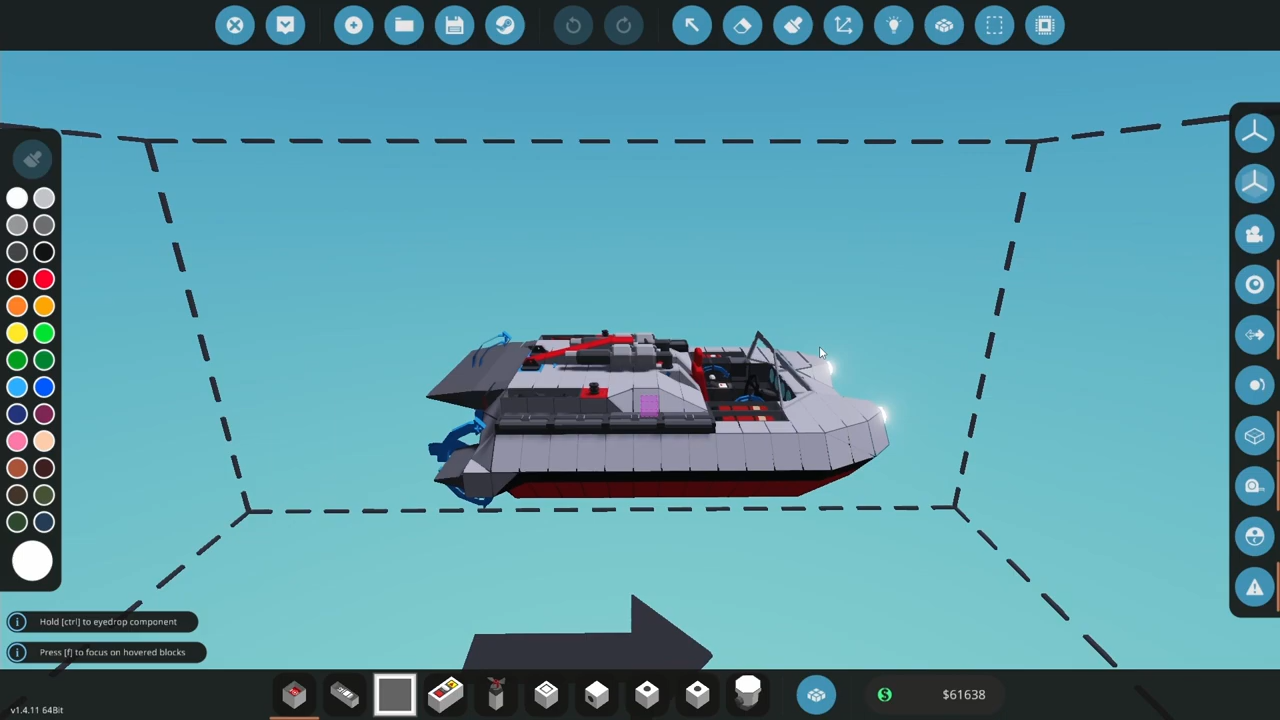 Hold [ctrl] to eyedrop component
Press [f] to focus on hovered blocks
v1.4.11 64Bit
$ $61638